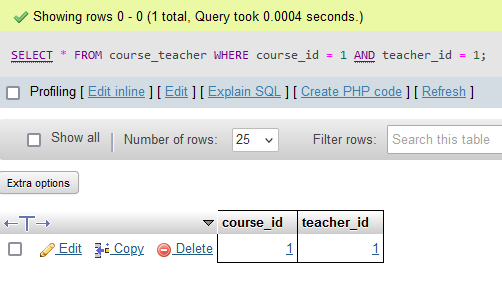 Showing rows 0 - 0 (1 total, Query took 0.0004 seconds.)
SELECT * FROM course_teacher WHERE course_id = 1 AND teacher_id = 1;
Profiling [ Edit inline ] [ Edit ] [ Explain SQL ] [ Create PHP code ] [ Refresh ]
Show all Number of rows: 25 Filter rows: Search this table
Extra options
←T→ course_id teacher_id
Edit Copy Delete 1 1